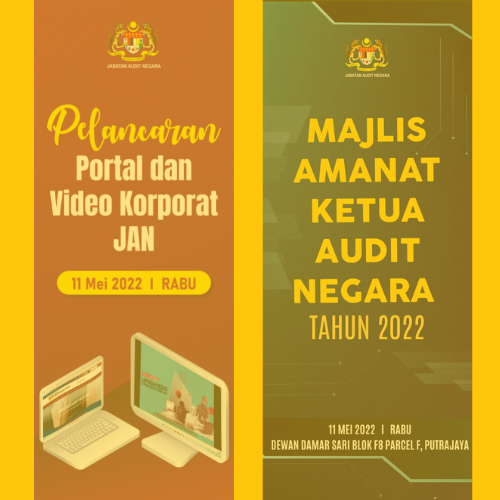 JABATAN AUDIT NEGARA
Pelancaran
Portal dan
Video Korporat
JAN
11 Mei 2022 I RABU
JABATAN AUDIT NEGARA
MAJLIS
AMANAT
KETUA
AUDIT
NEGARA
TAHUN 2022
11 MEI 2022 I RABU
DEWAN DAMAR SARI BLOK F8 PARCEL F, PUTRAJAYA